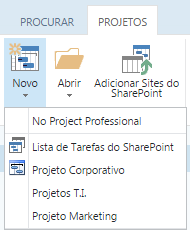 PROCURAR
PROJETOS
Novo
Abrir
Adicionar Sites do
SharePoint
No Project Professional
Lista de Tarefas do SharePoint
Projeto Corporativo
Projetos T.I.
Projeto Marketing